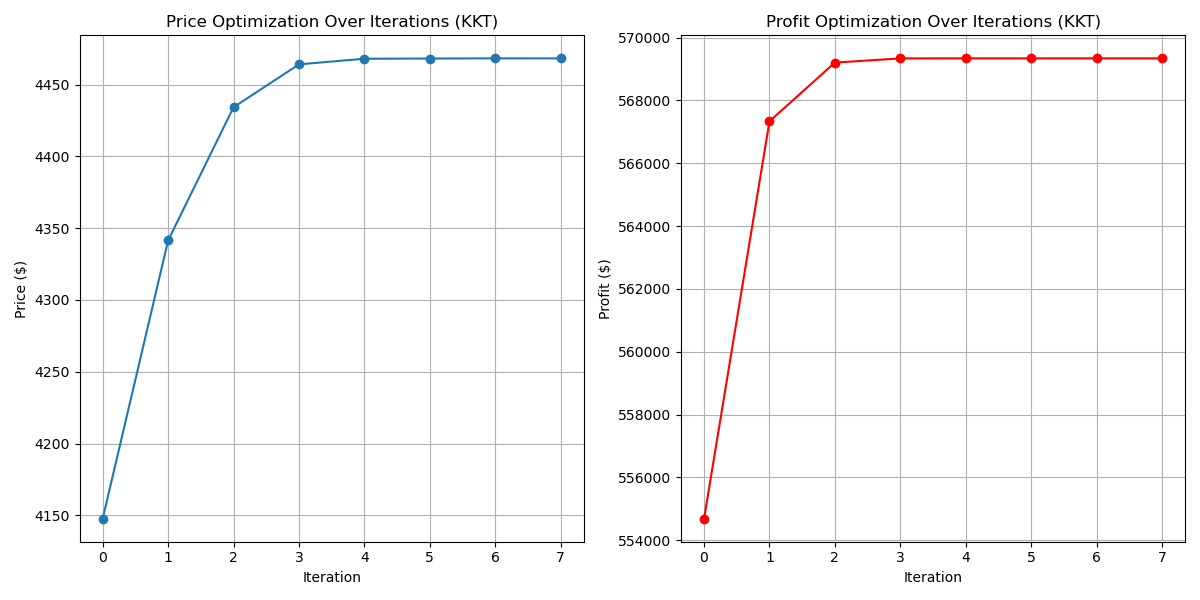 Price Optimization Over Iterations (KKT)
4450
4400
4350
4300
4250
4200
4150
Price ($)
0 1 2 3 4 5 6 7
Iteration
Profit Optimization Over Iterations (KKT)
570000
568000
566000
564000
562000
560000
558000
556000
554000
Profit ($)
0 1 2 3 4 5 6 7
Iteration